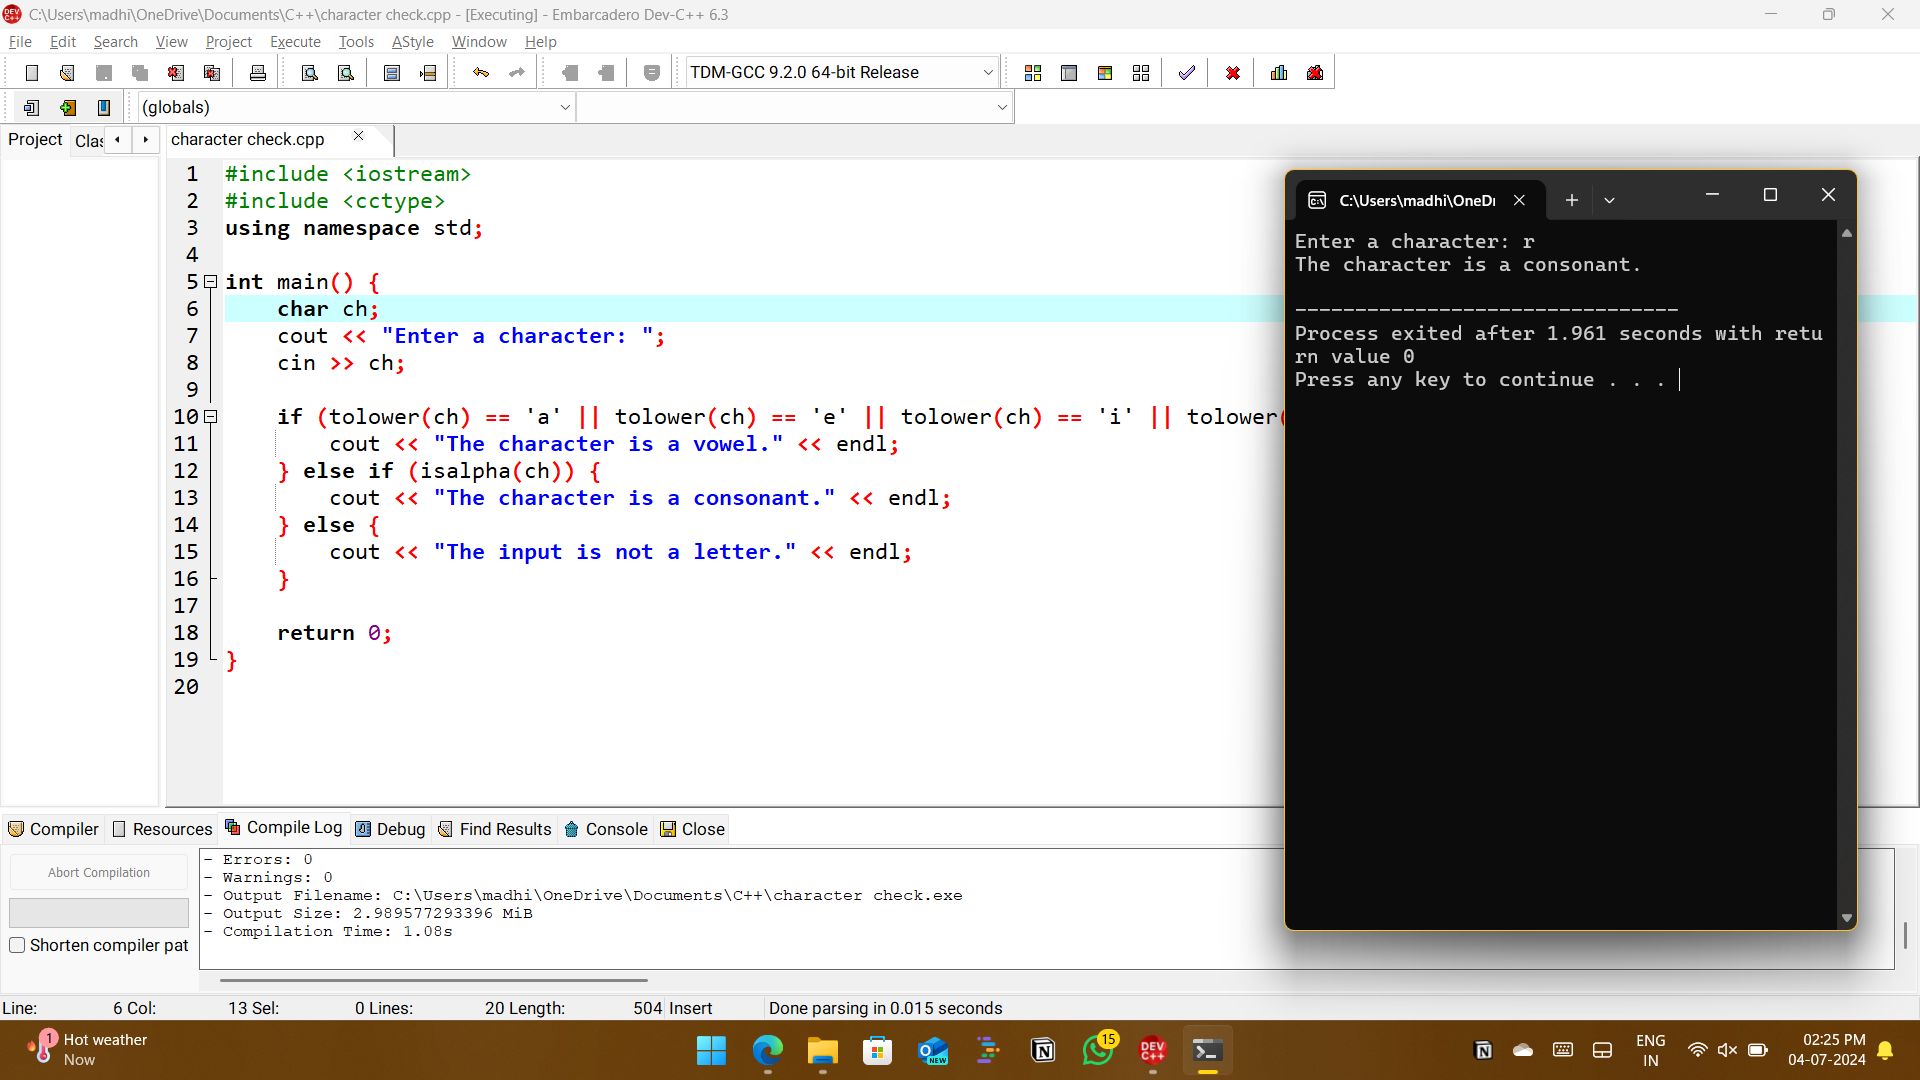 C:\Users\madhi\OneDrive\Documents\C++\character check.cpp - [Executing] - Embarcadero Dev-C++ 6.3
File Edit Search View Project Execute Tools AStyle Window Help
TDM-GCC 9.2.0 64-bit Release
(globals)
Project Clas
character check.cpp
1 #include <iostream>
2 #include <cctype>
3 using namespace std;
4
5 int main() {
6 char ch;
7 cout << "Enter a character: ";
8 cin >> ch;
9
10 if (tolower(ch) == 'a' || tolower(ch) == 'e' || tolower(ch) == 'i' || tolower(
11 cout << "The character is a vowel." << endl;
12 } else if (isalpha(ch)) {
13 cout << "The character is a consonant." << endl;
14 } else {
15 cout << "The input is not a letter." << endl;
16 }
17
18 return 0;
19 }
20
C:\Users\madhi\OneDr
Enter a character: r
The character is a consonant.
--------------------------------
Process exited after 1.961 seconds with retu
rn value 0
Press any key to continue . . .
Compiler Resources Compile Log Debug Find Results Console Close
Abort Compilation
Shorten compiler pat
- Errors: 0
- Warnings: 0
- Output Filename: C:\Users\madhi\OneDrive\Documents\C++\character check.exe
- Output Size: 2.989577293396 MiB
- Compilation Time: 1.08s
Line: 6 Col: 13 Sel: 0 Lines: 20 Length: 504 Insert Done parsing in 0.015 seconds
1
Hot weather
Now
NEW
15
DEV
C++
ENG
IN
02:25 PM
04-07-2024